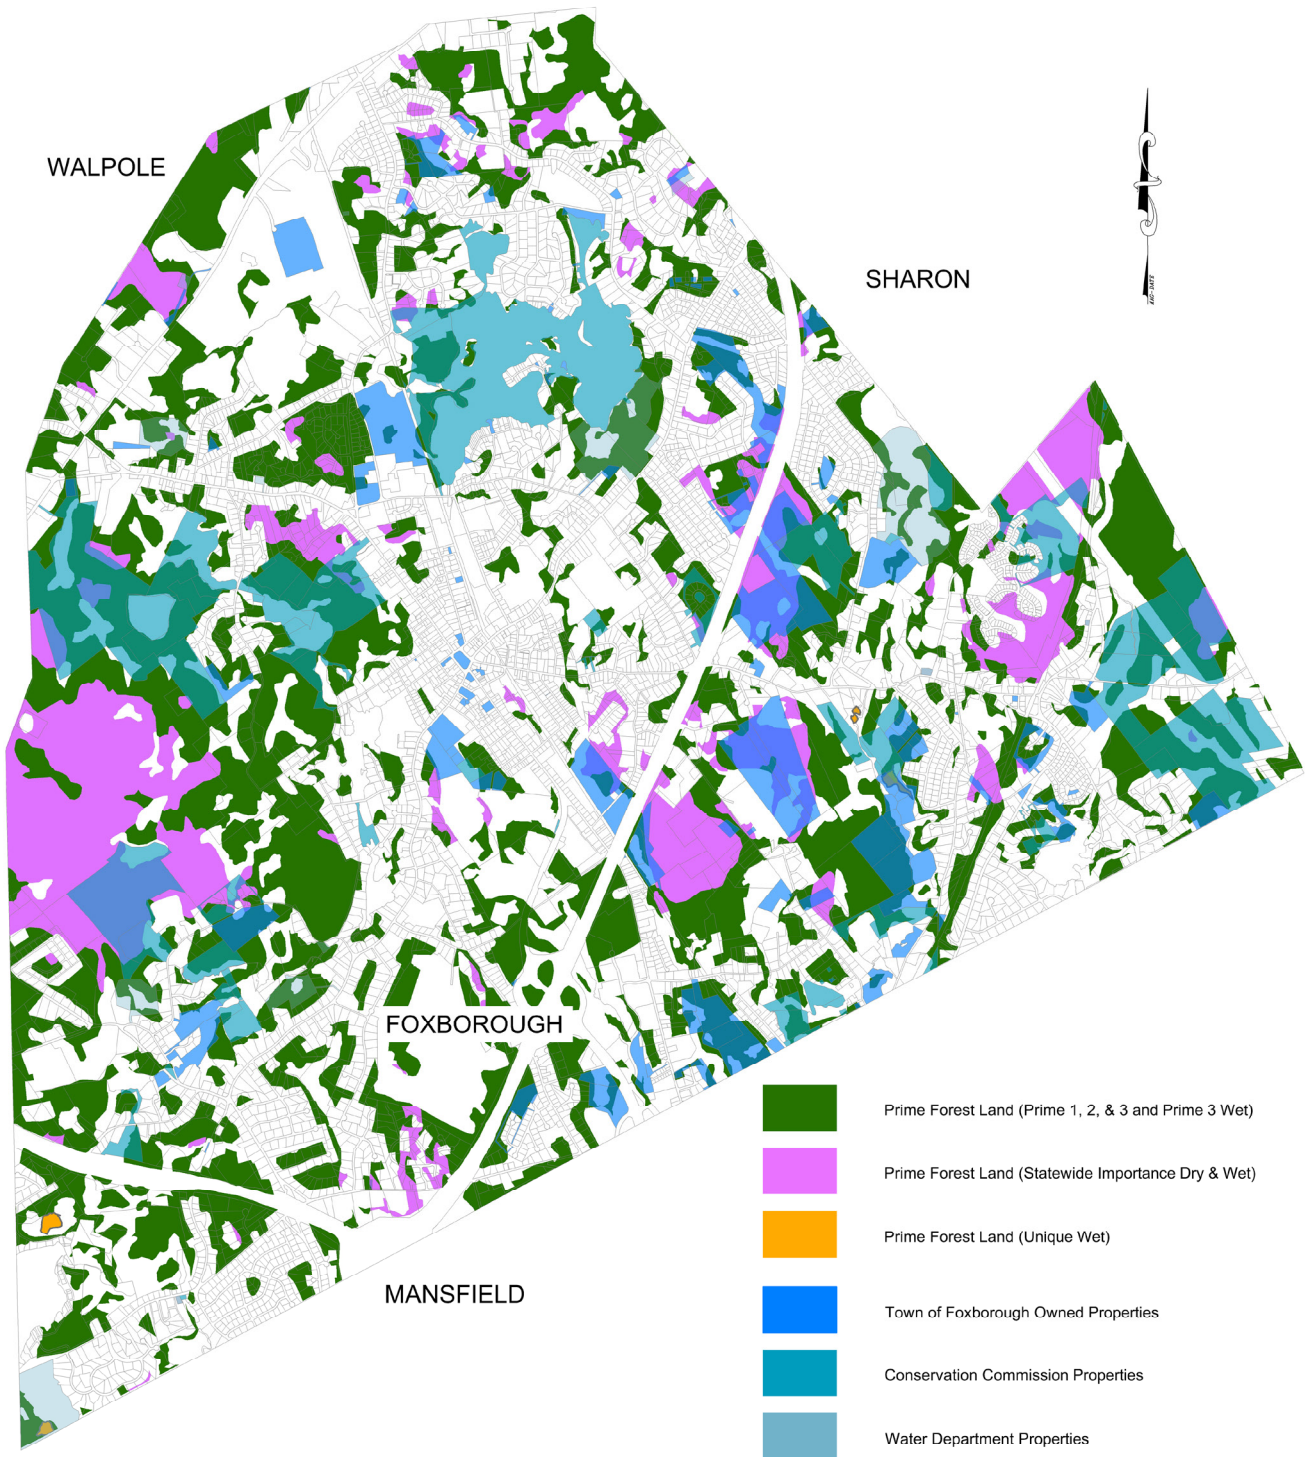 WALPOLE
SHARON
FOXBOROUGH
MANSFIELD
Prime Forest Land (Prime 1, 2, & 3 and Prime 3 Wet)
Prime Forest Land (Statewide Importance Dry & Wet)
Prime Forest Land (Unique Wet)
Town of Foxborough Owned Properties
Conservation Commission Properties
Water Department Properties